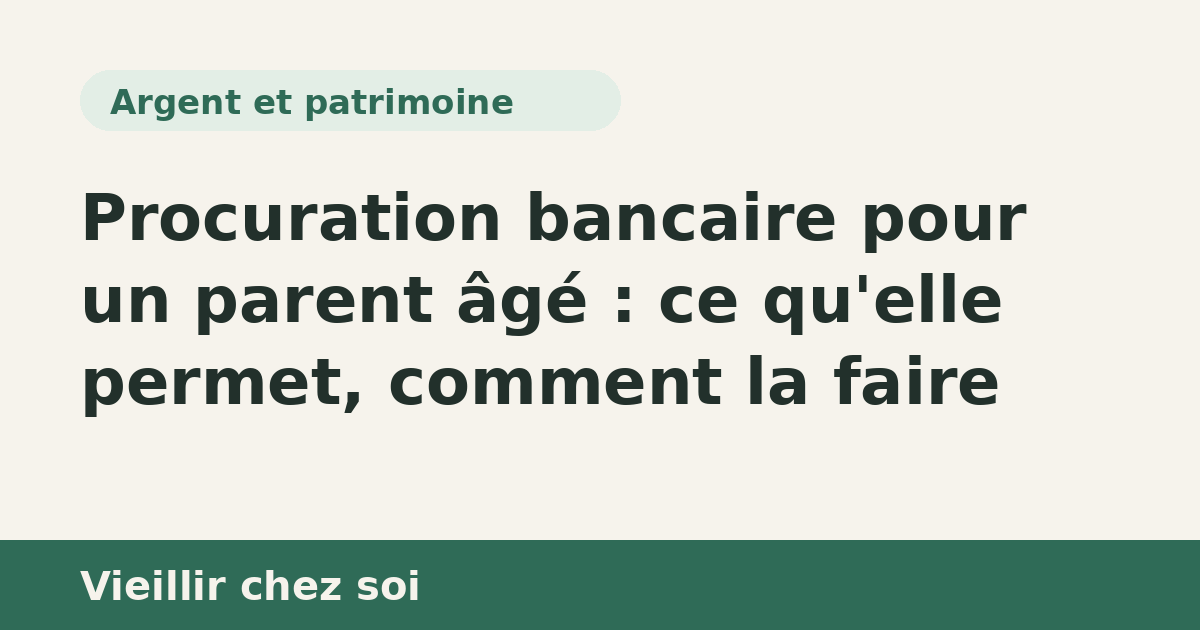 Argent et patrimoine
Procuration bancaire pour
un parent âgé : ce qu'elle
permet, comment la faire
Vieillir chez soi